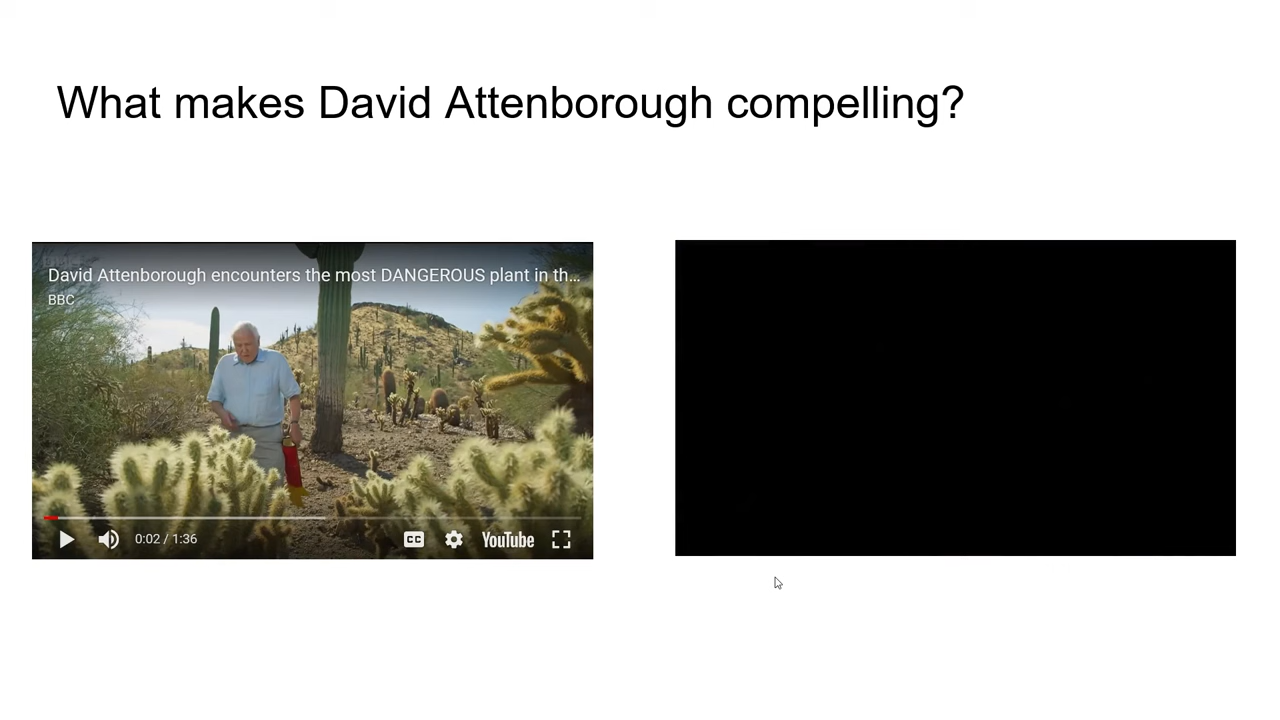 What makes David Attenborough compelling?
David Attenborough encounters the most DANGEROUS plant in th...
BBC
0:02 / 1:36 CC YouTube